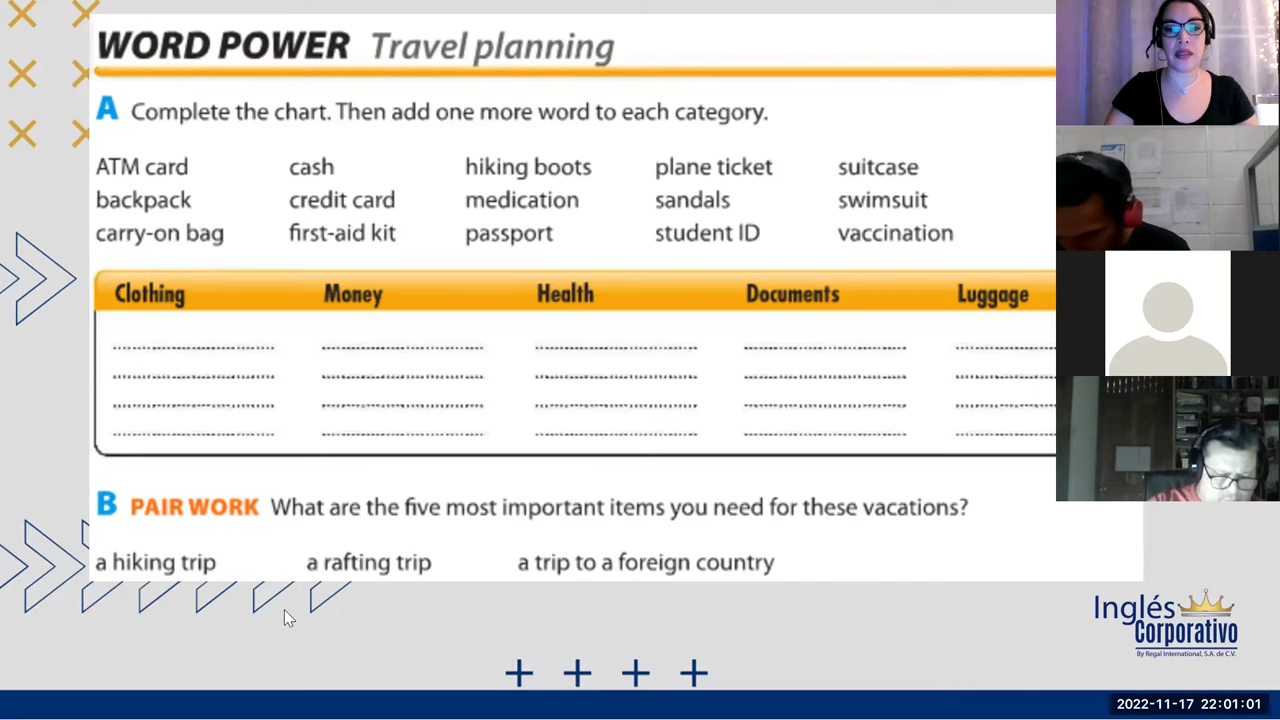 WORD POWER Travel planning
A Complete the chart. Then add one more word to each category.
ATM card cash hiking boots plane ticket suitcase
backpack credit card medication sandals swimsuit
carry-on bag first-aid kit passport student ID vaccination
Clothing Money Health Documents Luggage
B PAIR WORK What are the five most important items you need for these vacations?
a hiking trip a rafting trip a trip to a foreign country
Inglés
Corporativo
By Regal International, S.A. de C.V.
2022-11-17 22:01:01